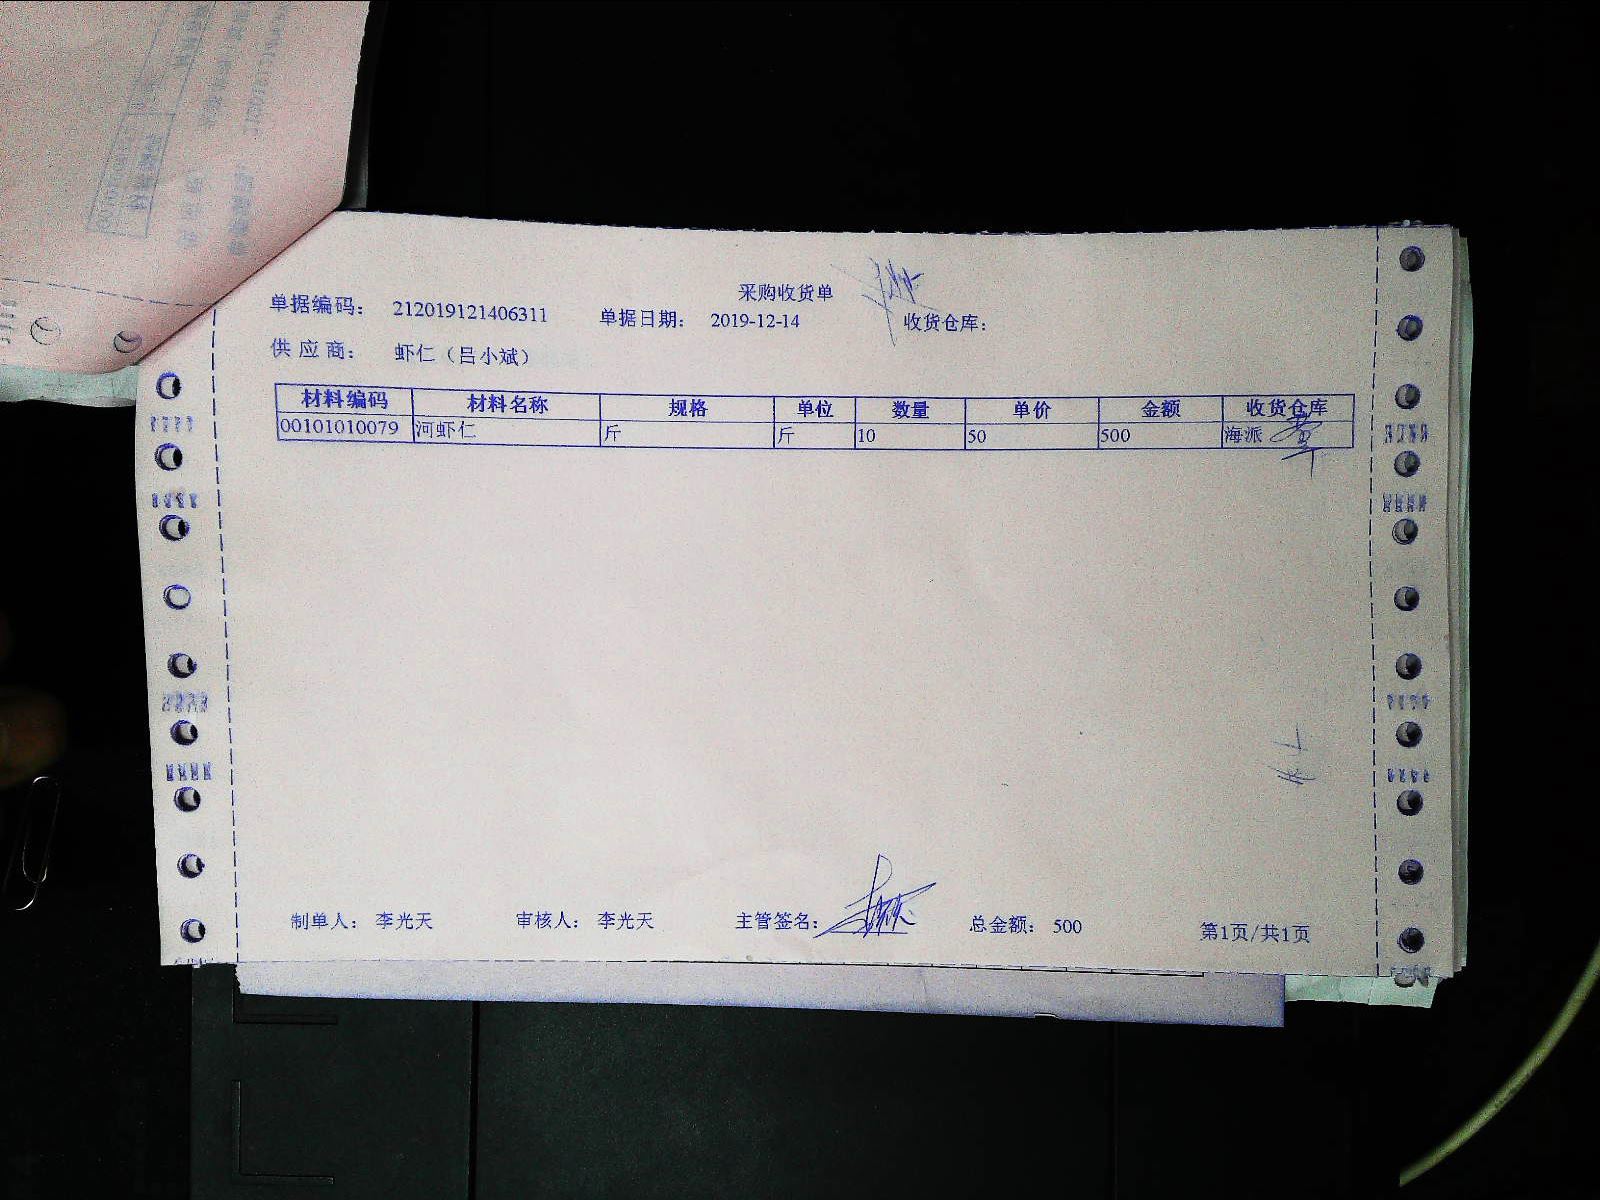 采购收货单
单据编码： 212019121406311 单据日期： 2019-12-14 收货仓库：
供应商： 虾仁（吕小斌）
材料编码 材料名称 规格 单位 数量 单价 金额 收货仓库
00101010079 河虾仁 斤 斤 10 50 500 海派
制单人： 李光天 审核人： 李光天 主管签名： 总金额： 500 第1页/共1页